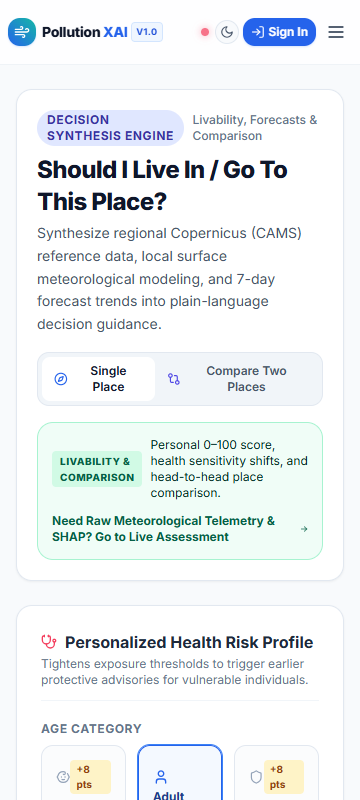 Pollution XAI V1.0 Sign In
DECISION
SYNTHESIS ENGINE
Livability, Forecasts &
Comparison
Should I Live In / Go To
This Place?
Synthesize regional Copernicus (CAMS)
reference data, local surface
meteorological modeling, and 7-day
forecast trends into plain-language
decision guidance.
Single
Place
Compare Two
Places
LIVABILITY &
COMPARISON
Personal 0–100 score,
health sensitivity shifts, and
head-to-head place
comparison.
Need Raw Meteorological Telemetry &
SHAP? Go to Live Assessment →
Personalized Health Risk Profile
Tightens exposure thresholds to trigger earlier
protective advisories for vulnerable individuals.
AGE CATEGORY
+8
pts
Adult
+8
pts